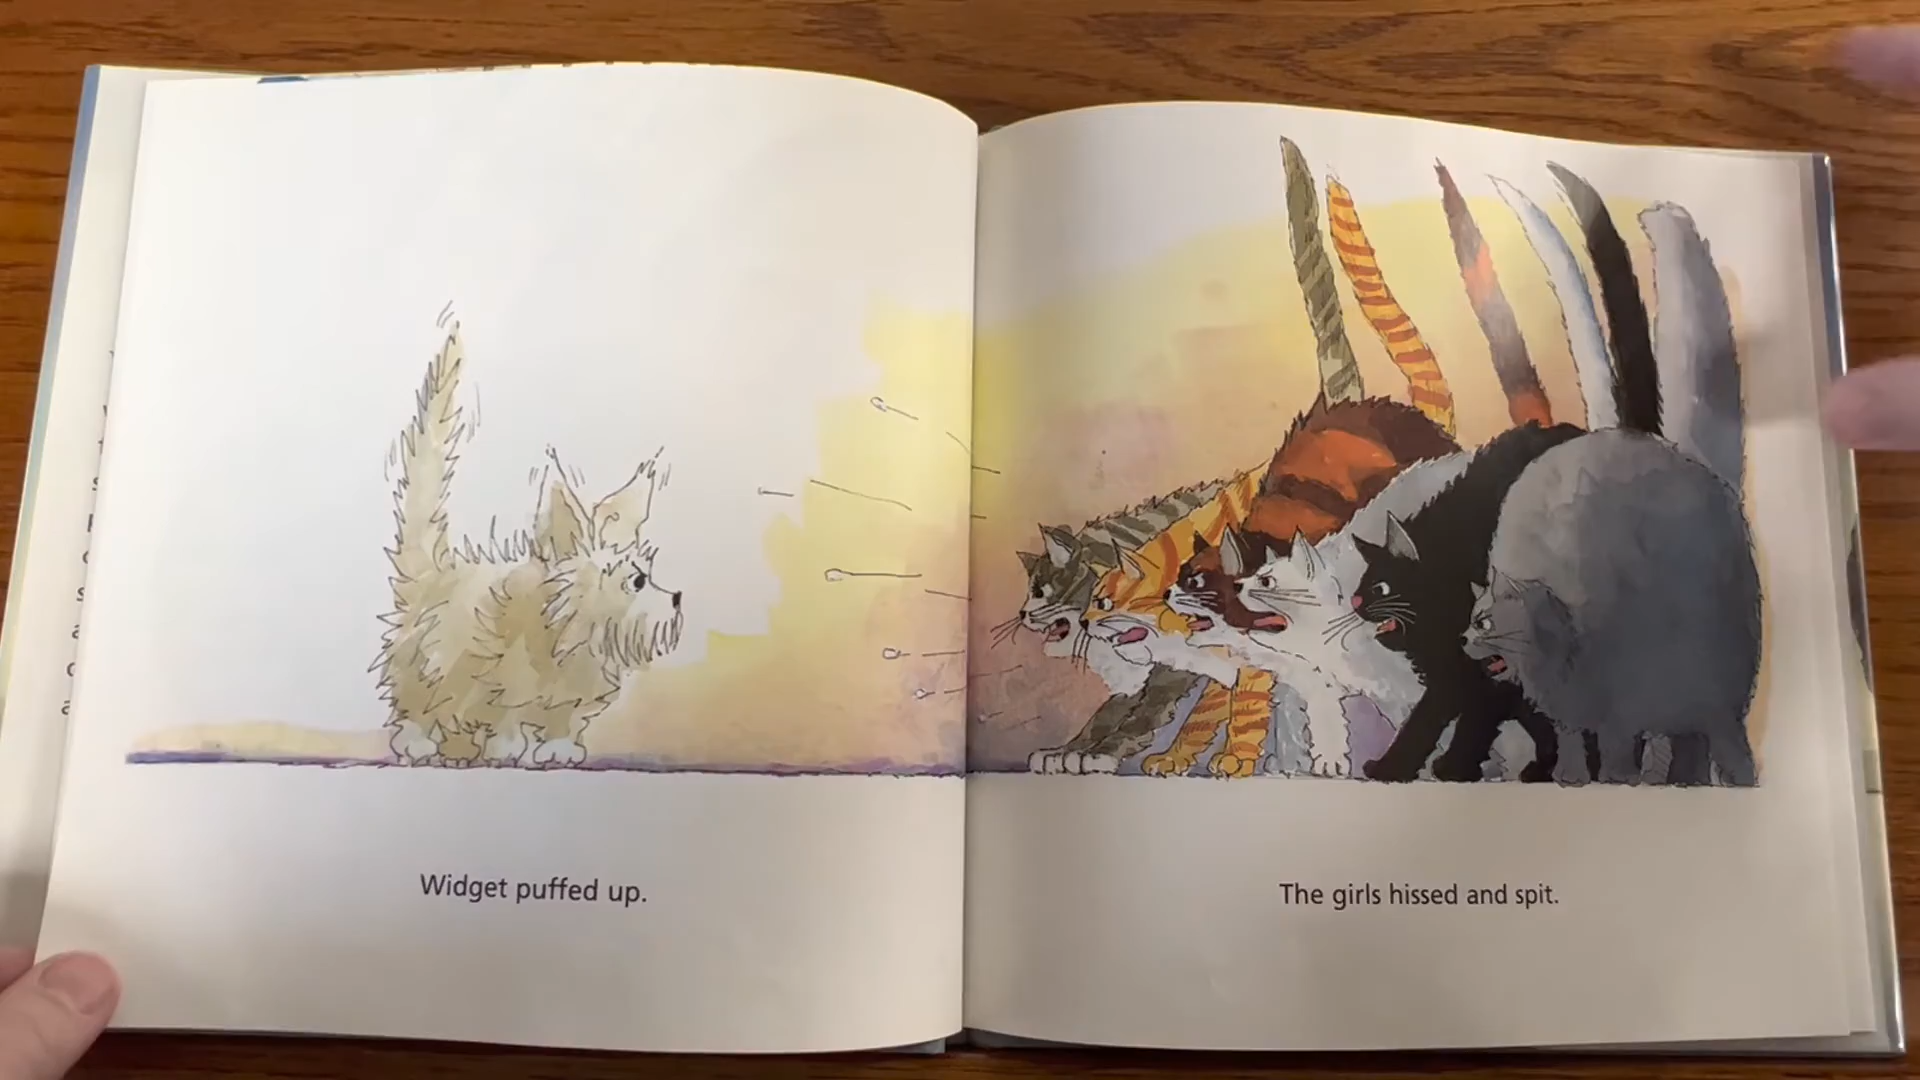 Widget puffed up.
The girls hissed and spit.